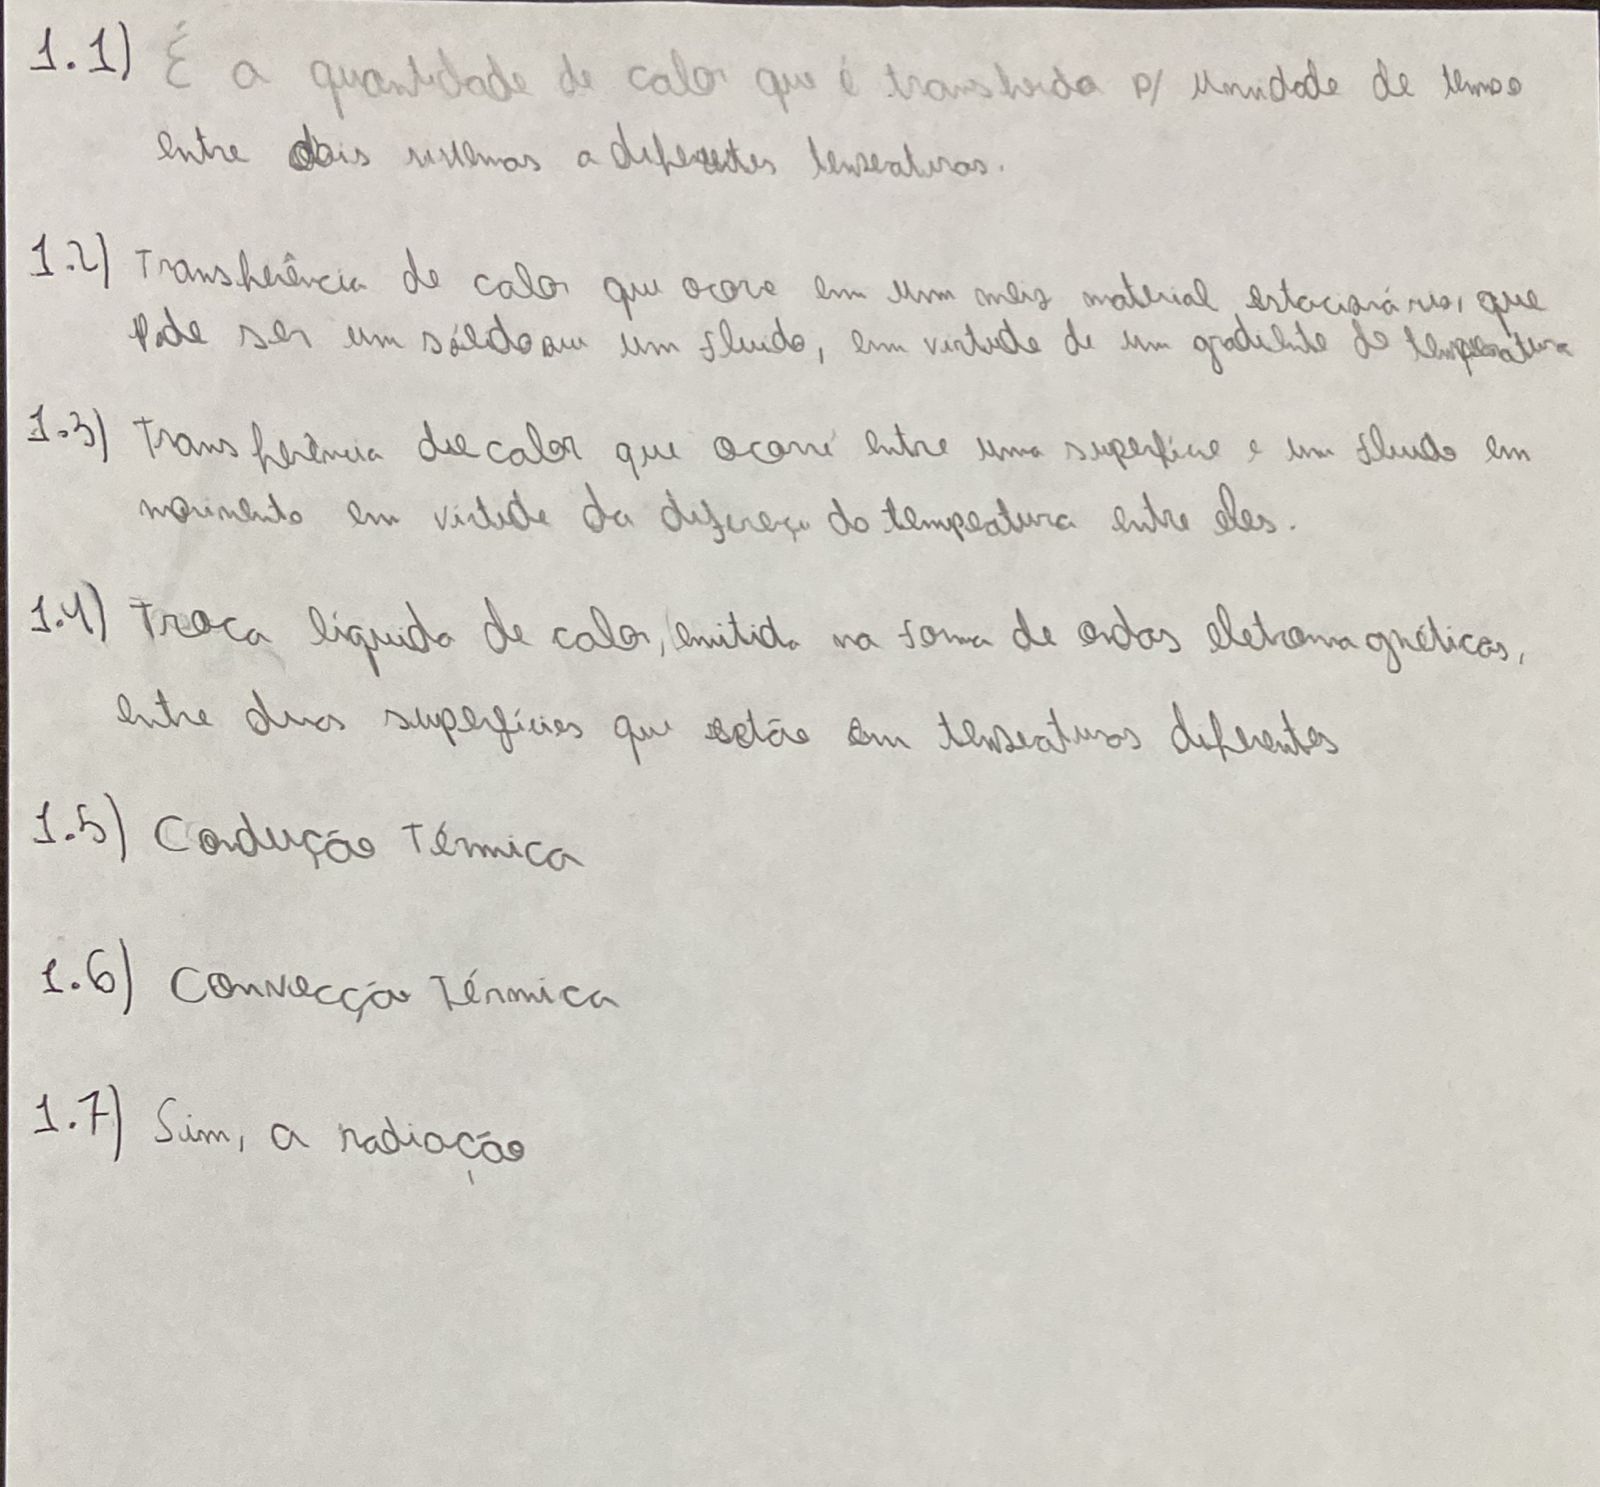 1.1) É a quantidade de calor que é transferida p/ unidade de tempo
entre dois sistemas a diferentes temperaturas.
1.2) Transferência de calor que ocorre em um meio material estacionário, que
Pode ser um sólido ou um fluido, em virtude de um gradiente de temperatura
1.3) Transferência de calor que ocorre entre uma superfície e um fluido em
movimento em virtude da diferença de temperatura entre eles.
1.4) Troca líquida de calor, emitida na forma de ondas eletromagnéticas,
entre duas superfícies que estão em temperaturas diferentes
1.5) Condução Térmica
1.6) Convecção Térmica
1.7) Sim, a radiação